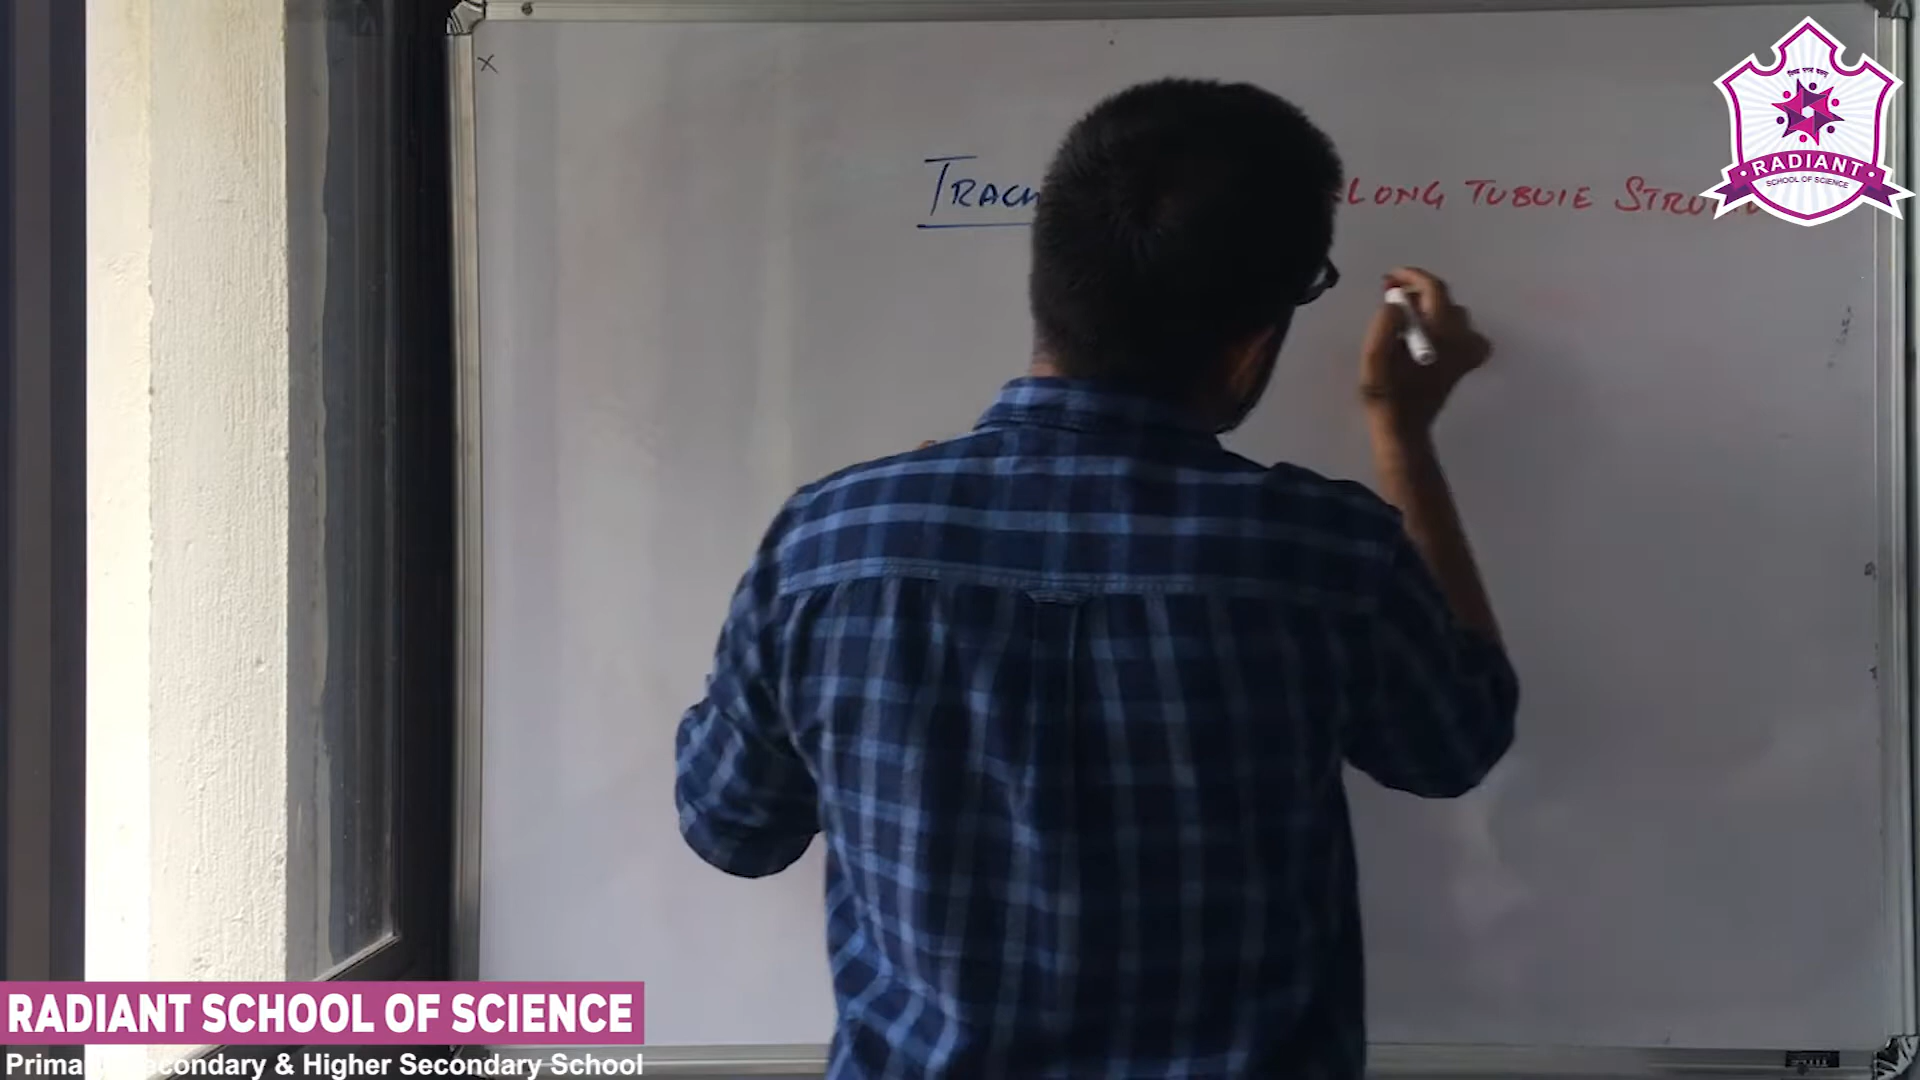 x
TRACH
LONG TUBUIE STRU
RADIANT
SCHOOL OF SCIENCE
RADIANT SCHOOL OF SCIENCE
Prima econdary & Higher Secondary School